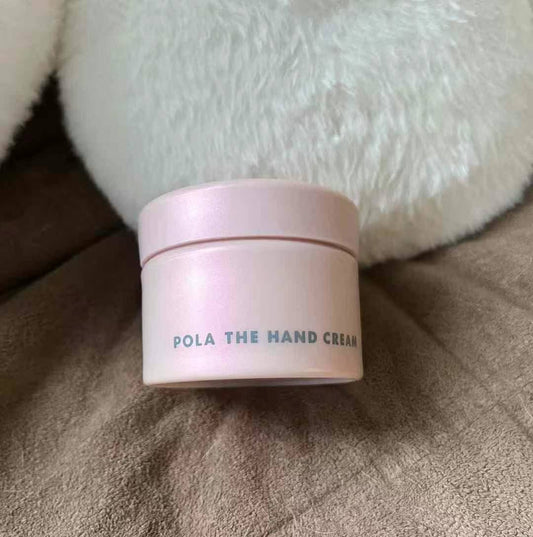 POLA THE HAND CREAM